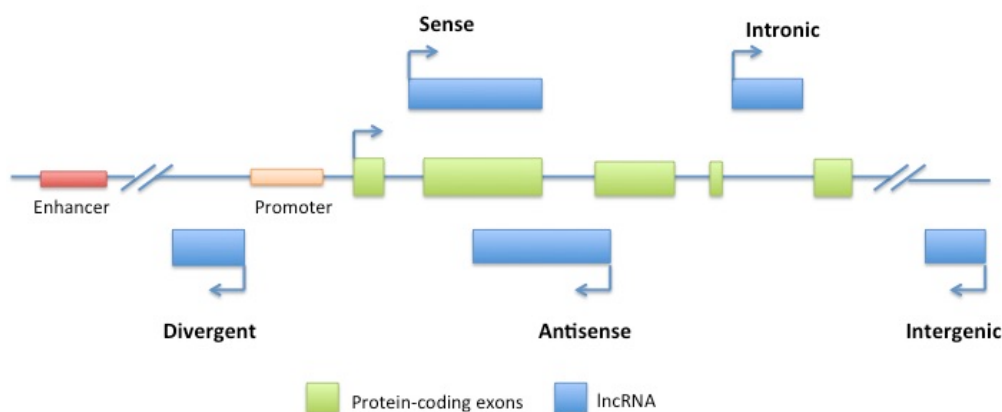 Sense
Intronic
Enhancer
Promoter
Divergent
Antisense
Intergenic
Protein-coding exons
lncRNA